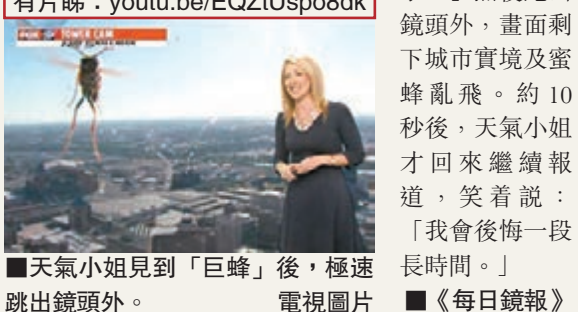 有片睇：youtu.be/EQZtUspo8dk
TOWER CAM
■天氣小姐見到「巨蜂」後，極速
跳出鏡頭外。 電視圖片
鏡頭外，畫面剩
下城市實境及蜜
蜂亂飛。約10
秒後，天氣小姐
才回來繼續報
道，笑着說：
「我會後悔一段
長時間。」
■《每日鏡報》